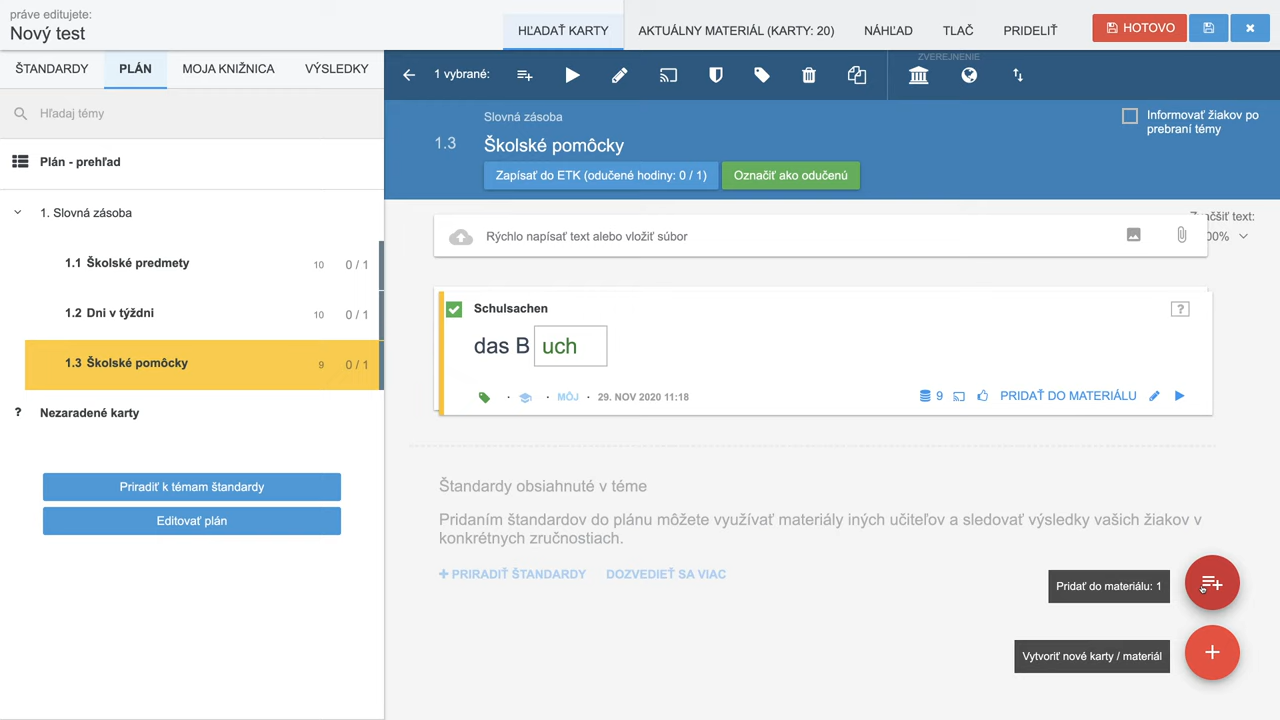 práve editujete:
Nový test
HĽADAŤ KARTY
AKTUÁLNY MATERIÁL (KARTY: 20)
NÁHĽAD
TLAČ
PRIDELIŤ
HOTOVO
ŠTANDARDY
PLÁN
MOJA KNIŽNICA
VÝSLEDKY
1 vybrané:
ZVEREJNENIE
Hľadaj témy
Plán - prehľad
1. Slovná zásoba
1.1 Školské predmety 10 0 / 1
1.2 Dni v týždni 10 0 / 1
1.3 Školské pomôcky 9 0 / 1
? Nezaradené karty
Priradiť k témam štandardy
Editovať plán
Slovná zásoba
1.3 Školské pomôcky
Zapísať do ETK (odučené hodiny: 0 / 1)
Označiť ako odučenú
Informovať žiakov po
prebraní témy
text:
00%
Rýchlo napísať text alebo vložiť súbor
Schulsachen
?
das B uch
· · MÔJ · 29. NOV 2020 11:18
9
PRIDAŤ DO MATERIÁLU
Štandardy obsiahnuté v téme
Pridaním štandardov do plánu môžete využívať materiály iných učiteľov a sledovať výsledky vašich žiakov v
konkrétnych zručnostiach.
+ PRIRADIŤ ŠTANDARDY
DOZVEDIEŤ SA VIAC
Pridať do materiálu: 1
Vytvoriť nové karty / materiál